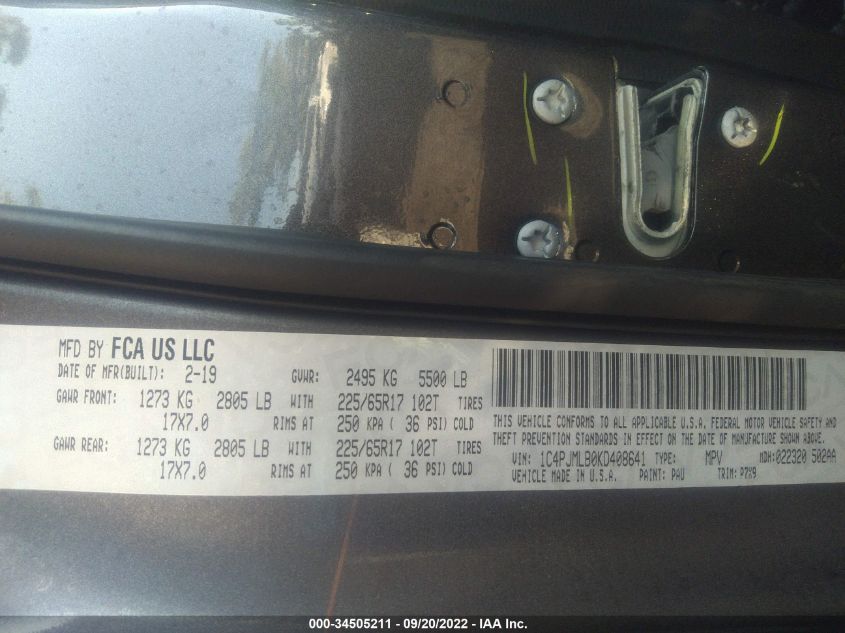 MFD BY FCA US LLC
DATE OF MFR(BUILT): 2-19 GVWR: 2495 KG 5500 LB
GAWR FRONT: 1273 KG 2805 LB WITH 225/65R17 102T TIRES
17X7.0 RIMS AT 250 KPA ( 36 PSI) COLD
GAWR REAR: 1273 KG 2805 LB WITH 225/65R17 102T TIRES
17X7.0 RIMS AT 250 KPA ( 36 PSI) COLD
THIS VEHICLE CONFORMS TO ALL APPLICABLE U.S.A. FEDERAL MOTOR VEHICLE SAFETY AND
THEFT PREVENTION STANDARDS IN EFFECT ON THE DATE OF MANUFACTURE SHOWN ABOVE.
VIN: 1C4PJMLB0KD408641 TYPE: MPV MDH:022320 502AA
VEHICLE MADE IN U.S.A. PAINT: PAU TRIM: P7X9
000-34505211 - 09/20/2022 - IAA Inc.